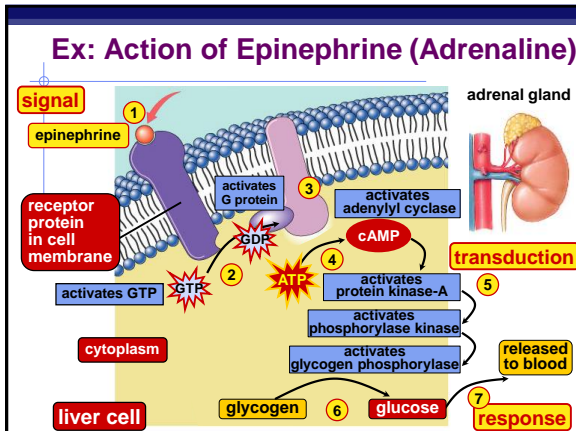 Ex: Action of Epinephrine (Adrenaline)
signal
1
epinephrine
adrenal gland
activates
G protein
3
activates
adenylyl cyclase
receptor
protein
in cell
membrane
GDP
cAMP
2
4
transduction
activates GTP
GTP
ATP
activates
protein kinase-A
5
activates
phosphorylase kinase
cytoplasm
activates
glycogen phosphorylase
released
to blood
7
liver cell
glycogen
6
glucose
response